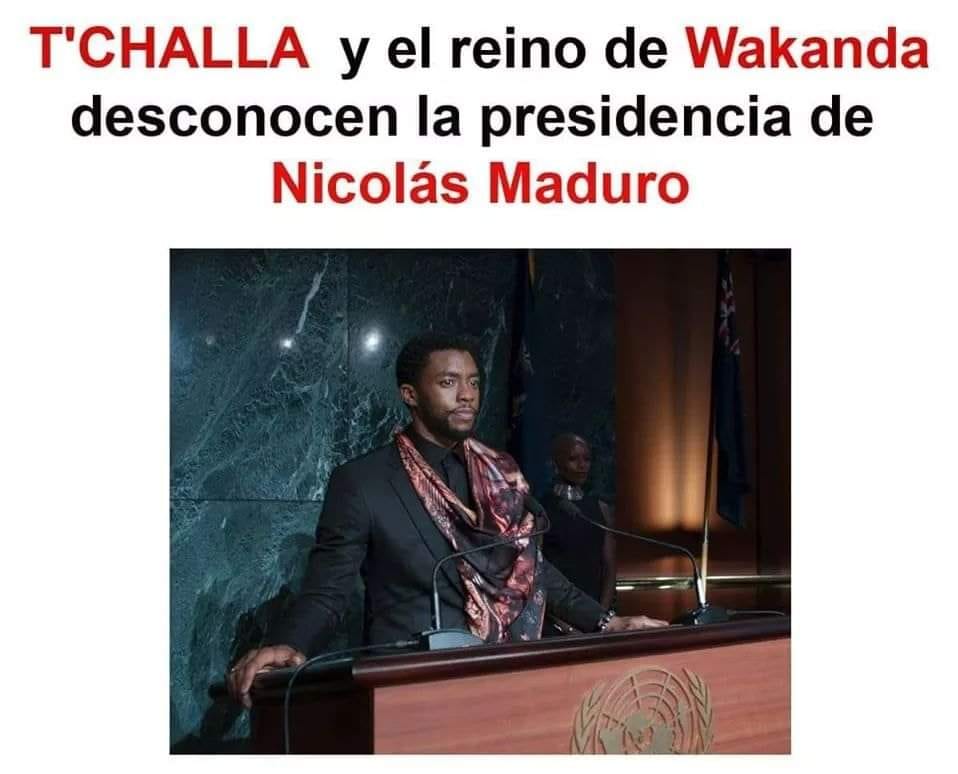 T'CHALLA y el reino de Wakanda
desconocen la presidencia de
Nicolás Maduro